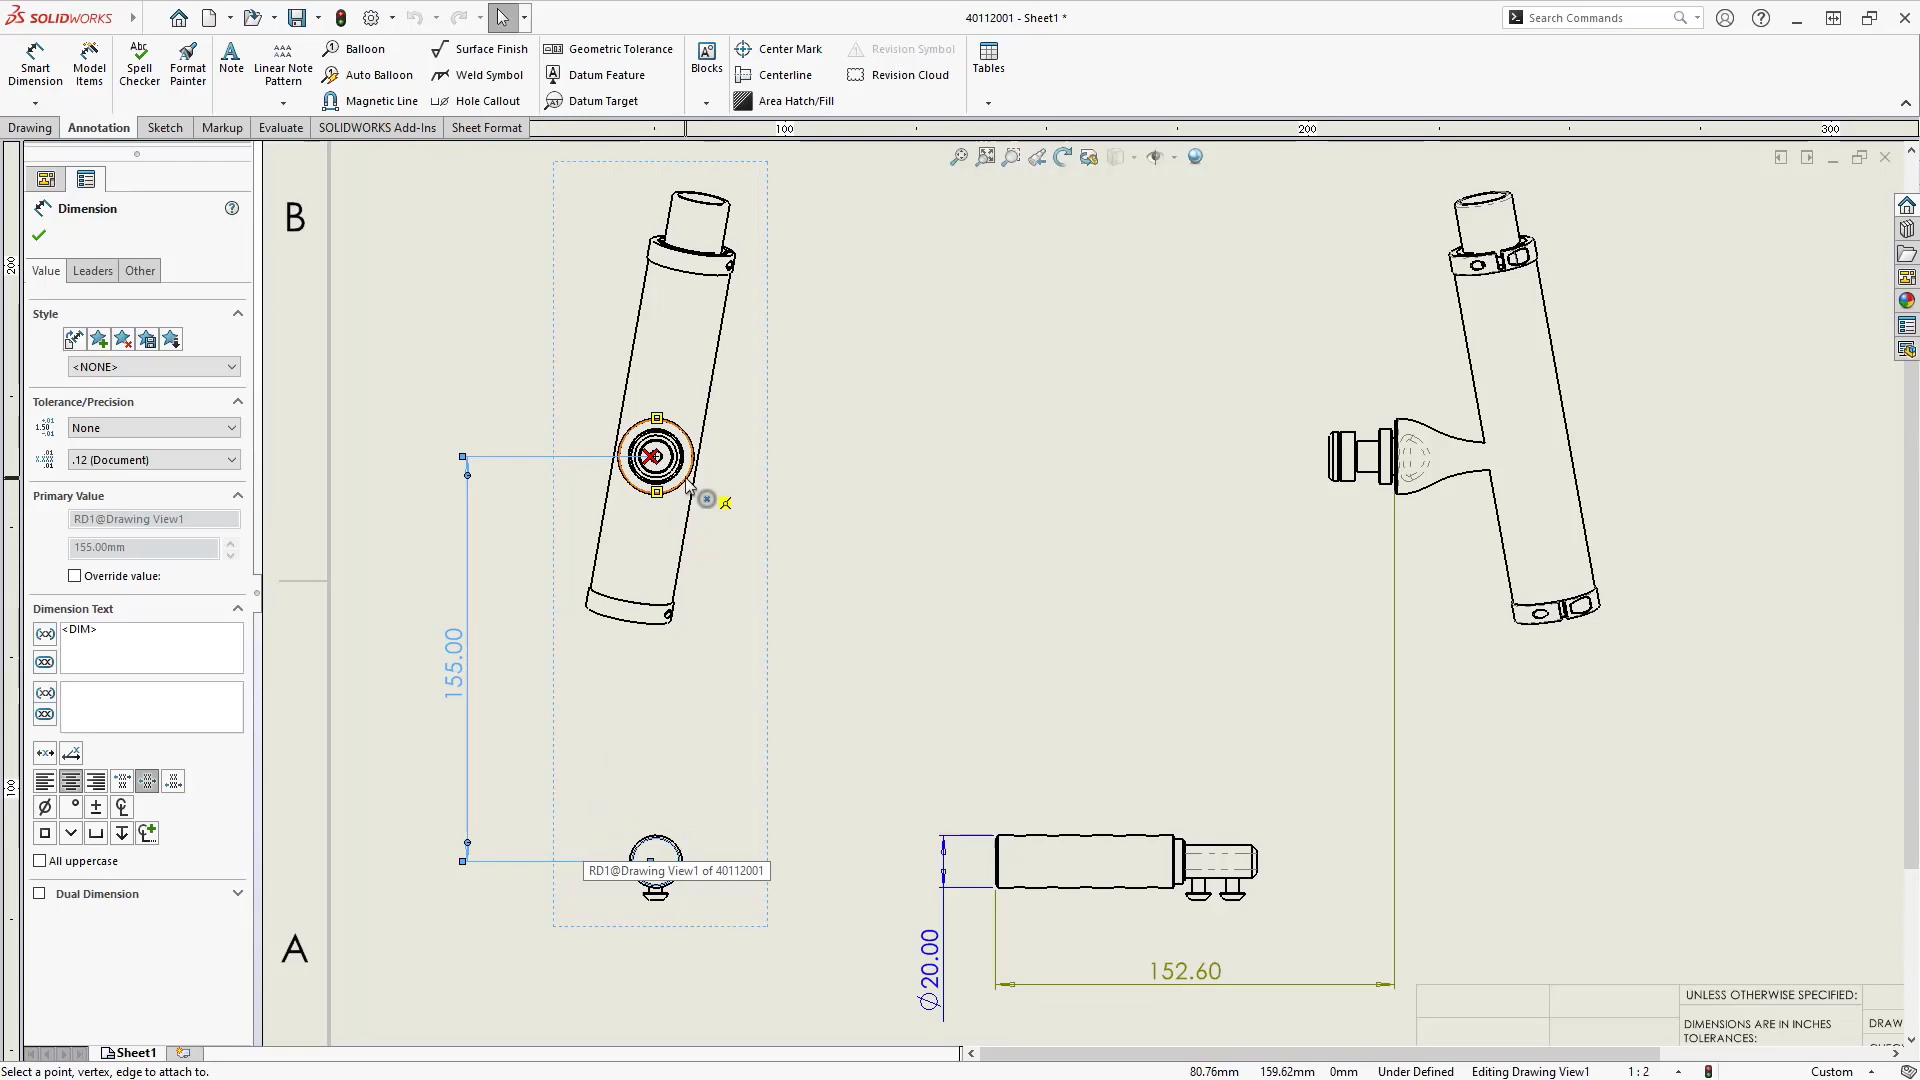 SOLIDWORKS
40112001 - Sheet1 *
Search Commands
Smart Dimension
Model Items
Spell Checker
Format Painter
Note
Linear Note Pattern
Balloon
Auto Balloon
Magnetic Line
Surface Finish
Weld Symbol
Hole Callout
Geometric Tolerance
Datum Feature
Datum Target
Blocks
Center Mark
Centerline
Area Hatch/Fill
Revision Symbol
Revision Cloud
Tables
Drawing
Annotation
Sketch
Markup
Evaluate
SOLIDWORKS Add-Ins
Sheet Format
100
200
300
Dimension
Value
Leaders
Other
Style
<NONE>
Tolerance/Precision
None
.12 (Document)
Primary Value
RD1@Drawing View1
155.00mm
Override value:
Dimension Text
<DIM>
All uppercase
Dual Dimension
200
100
B
A
155.00
RD1@Drawing View1 of 40112001
Ø20.00
152.60
UNLESS OTHERWISE SPECIFIED:
DIMENSIONS ARE IN INCHES
TOLERANCES:
DRAW
Sheet1
Select a point, vertex, edge to attach to.
80.76mm
159.62mm
0mm
Under Defined
Editing Drawing View1
1 : 2
Custom